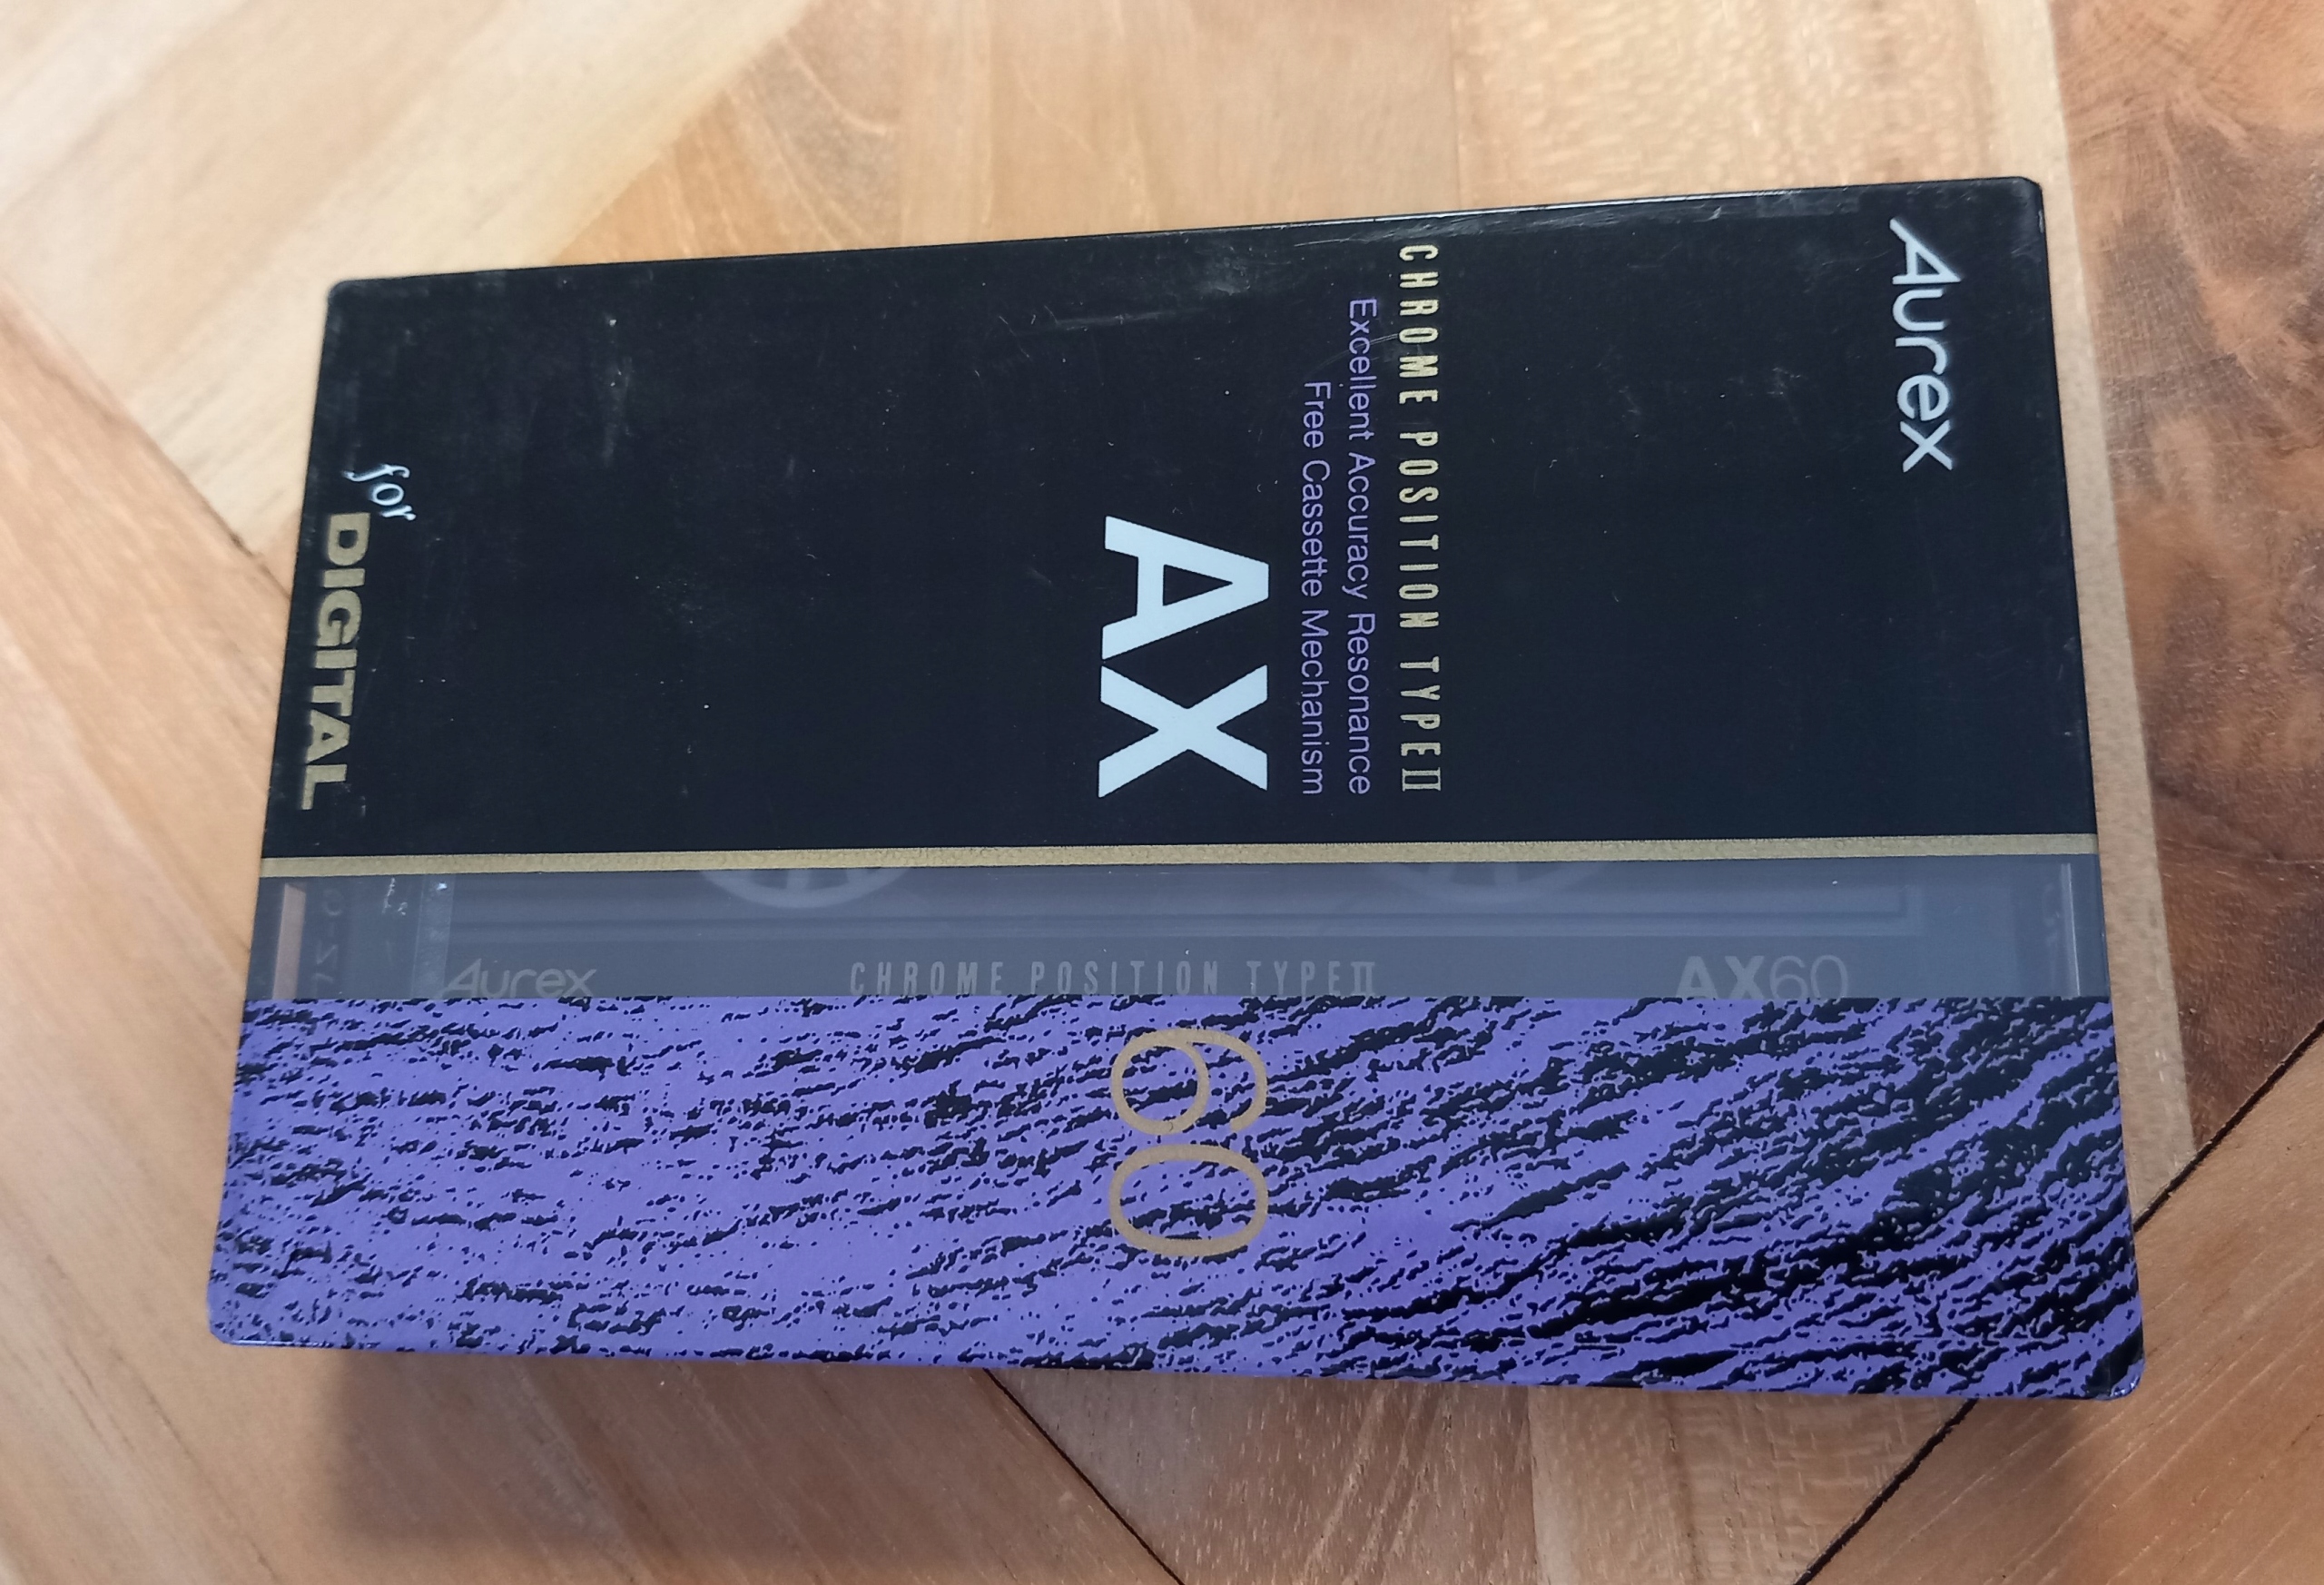 Aurex
CHROME POSITION TYPE II
Excellent Accuracy Resonance
Free Cassette Mechanism
AX
60
for
DIGITAL
Aurex
CHROME POSITION TYPE II
AX60